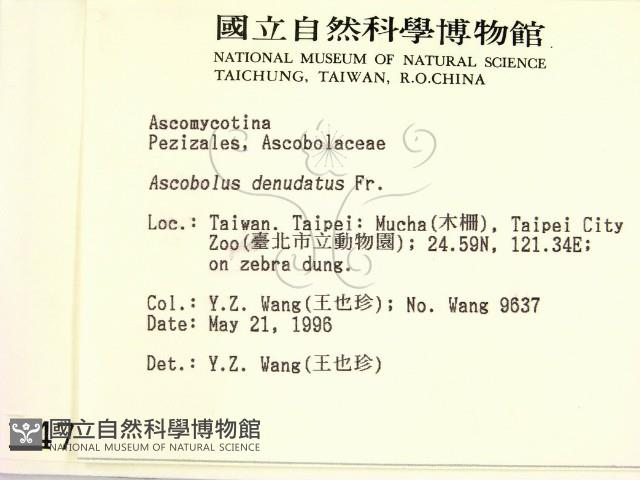 國立自然科學博物館
NATIONAL MUSEUM OF NATURAL SCIENCE
TAICHUNG, TAIWAN, R.O.CHINA
Ascomycotina
Pezizales, Ascobolaceae
Ascobolus denudatus Fr.
Loc.: Taiwan. Taipei: Mucha(木柵), Taipei City
Zoo(臺北市立動物園); 24.59N, 121.34E;
on zebra dung.
Col.: Y.Z. Wang(王也珍); No. Wang 9637
Date: May 21, 1996
Det.: Y.Z. Wang(王也珍)
國立自然科學博物館
NATIONAL MUSEUM OF NATURAL SCIENCE